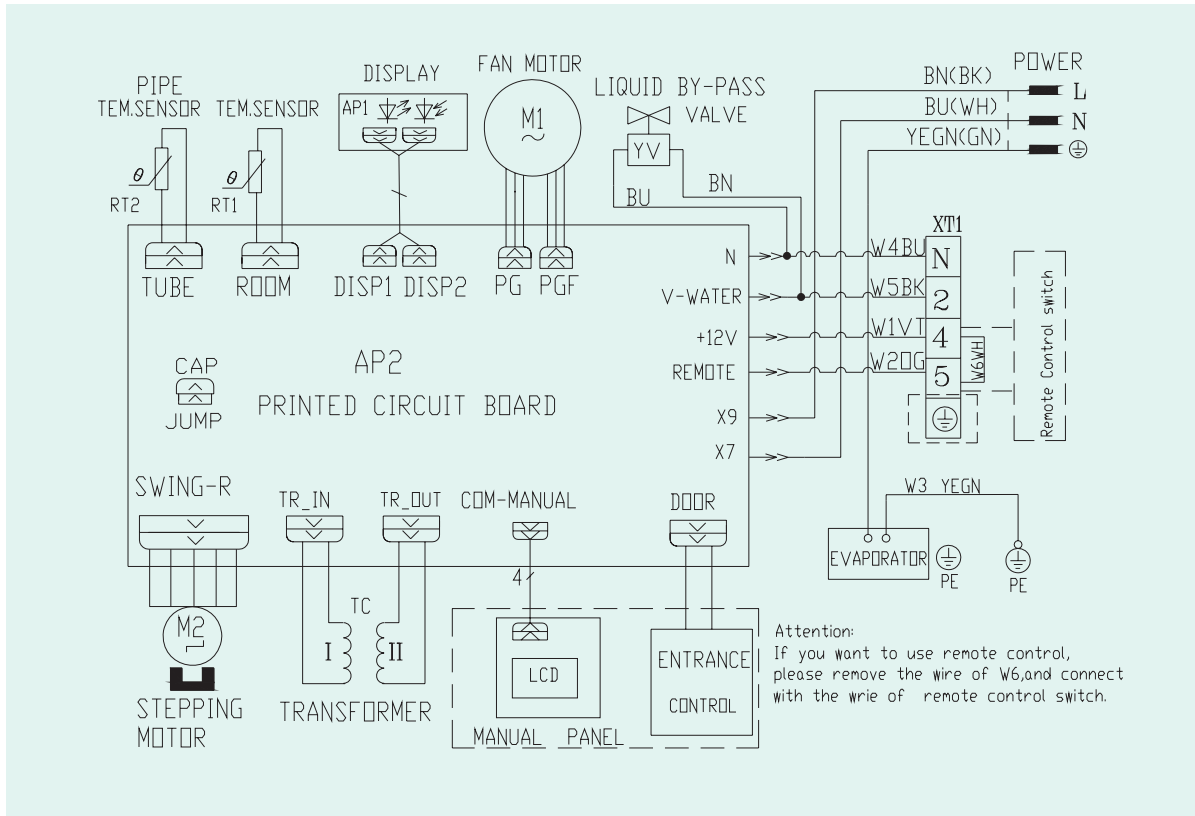 PIPE
TEM.SENSOR
TEM.SENSOR
DISPLAY
AP1
FAN MOTOR
M1
~
LIQUID BY-PASS
VALVE
YV
BU
BN
POWER
BN(BK)
L
BU(WH)
N
YEGN(GN)
θ
RT2
θ
RT1
TUBE
ROOM
DISP1
DISP2
PG
PGF
N
V-WATER
+12V
REMOTE
X9
X7
XT1
W4BU
N
W5BK
2
W1VT
4
W2OG
5
W6WH
Remote Control switch
CAP
JUMP
AP2
PRINTED CIRCUIT BOARD
SWING-R
TR_IN
TR_OUT
COM-MANUAL
DOOR
W3 YEGN
EVAPORATOR
PE
PE
4
M2
TC
I
II
STEPPING
MOTOR
TRANSFORMER
LCD
MANUAL PANEL
ENTRANCE
CONTROL
Attention:
If you want to use remote control,
please remove the wire of W6,and connect
with the wrie of remote control switch.